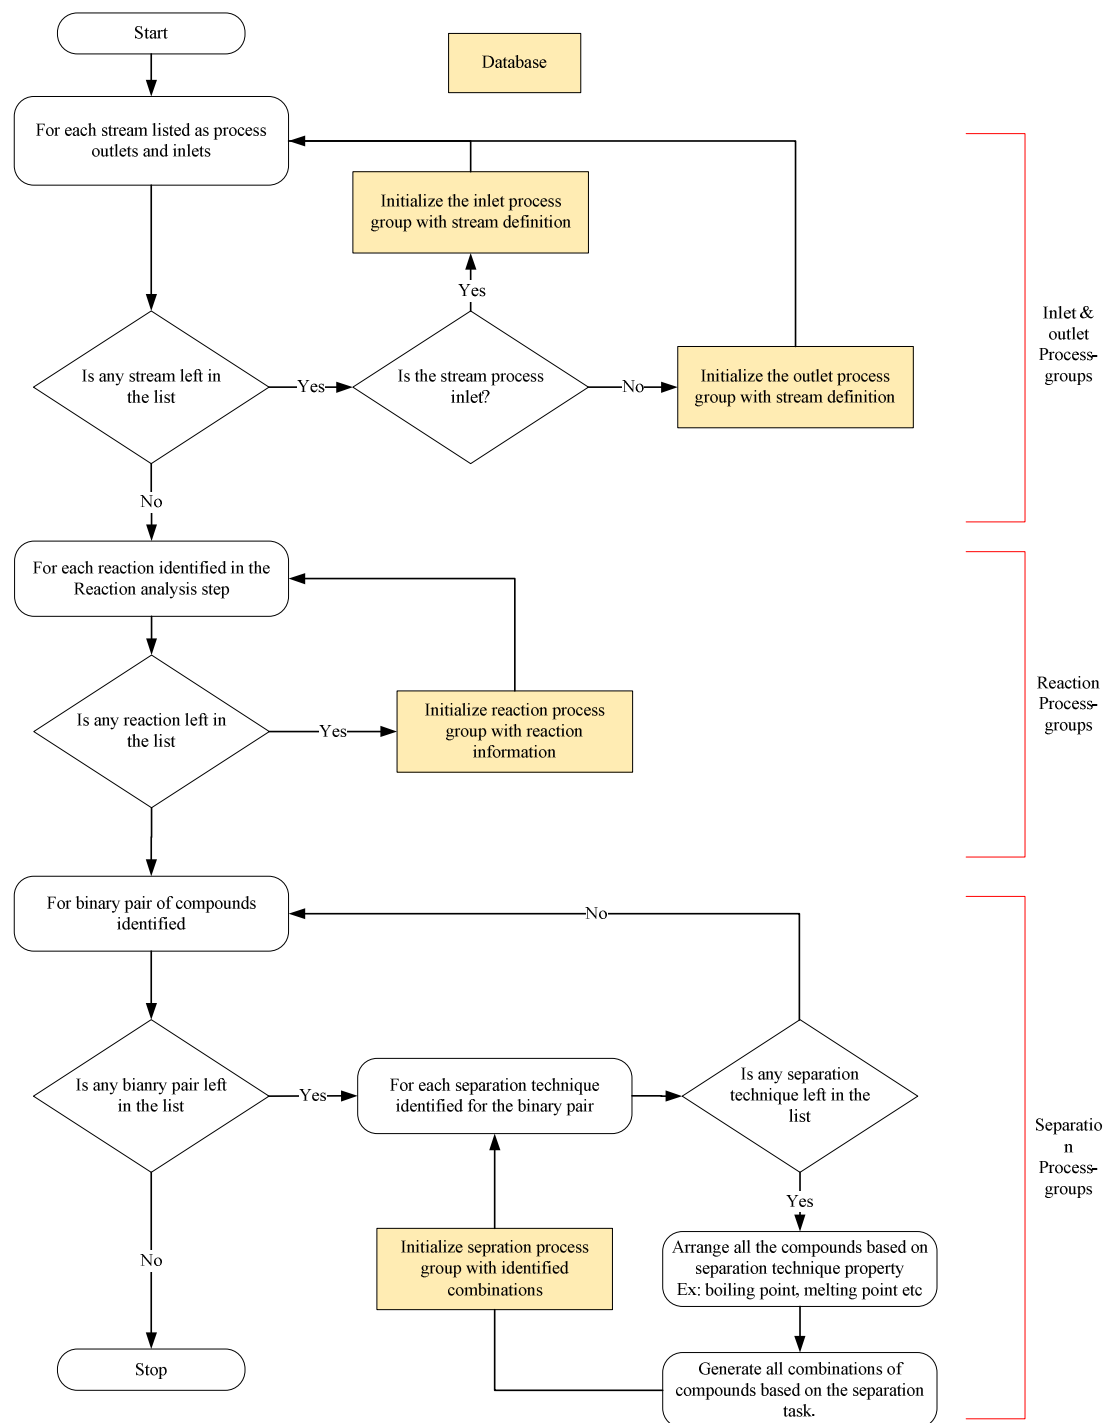 Start
Database
For each stream listed as process
outlets and inlets
Initialize the inlet process
group with stream definition
Yes
Inlet &
outlet
Process-
groups
Is any stream left in
the list
Yes
Is the stream process
inlet?
No
Initialize the outlet process
group with stream definition
No
For each reaction identified in the
Reaction analysis step
Reaction
Process-
groups
Is any reaction left in
the list
Yes
Initialize reaction process
group with reaction
information
For binary pair of compounds
identified
No
Is any bianry pair left
in the list
Yes
For each separation technique
identified for the binary pair
Is any separation
technique left in the
list
Separatio
n
Process-
groups
Yes
No
Initialize sepration process
group with identified
combinations
Arrange all the compounds based on
separation technique property
Ex: boiling point, melting point etc
Stop
Generate all combinations of
compounds based on the separation
task.